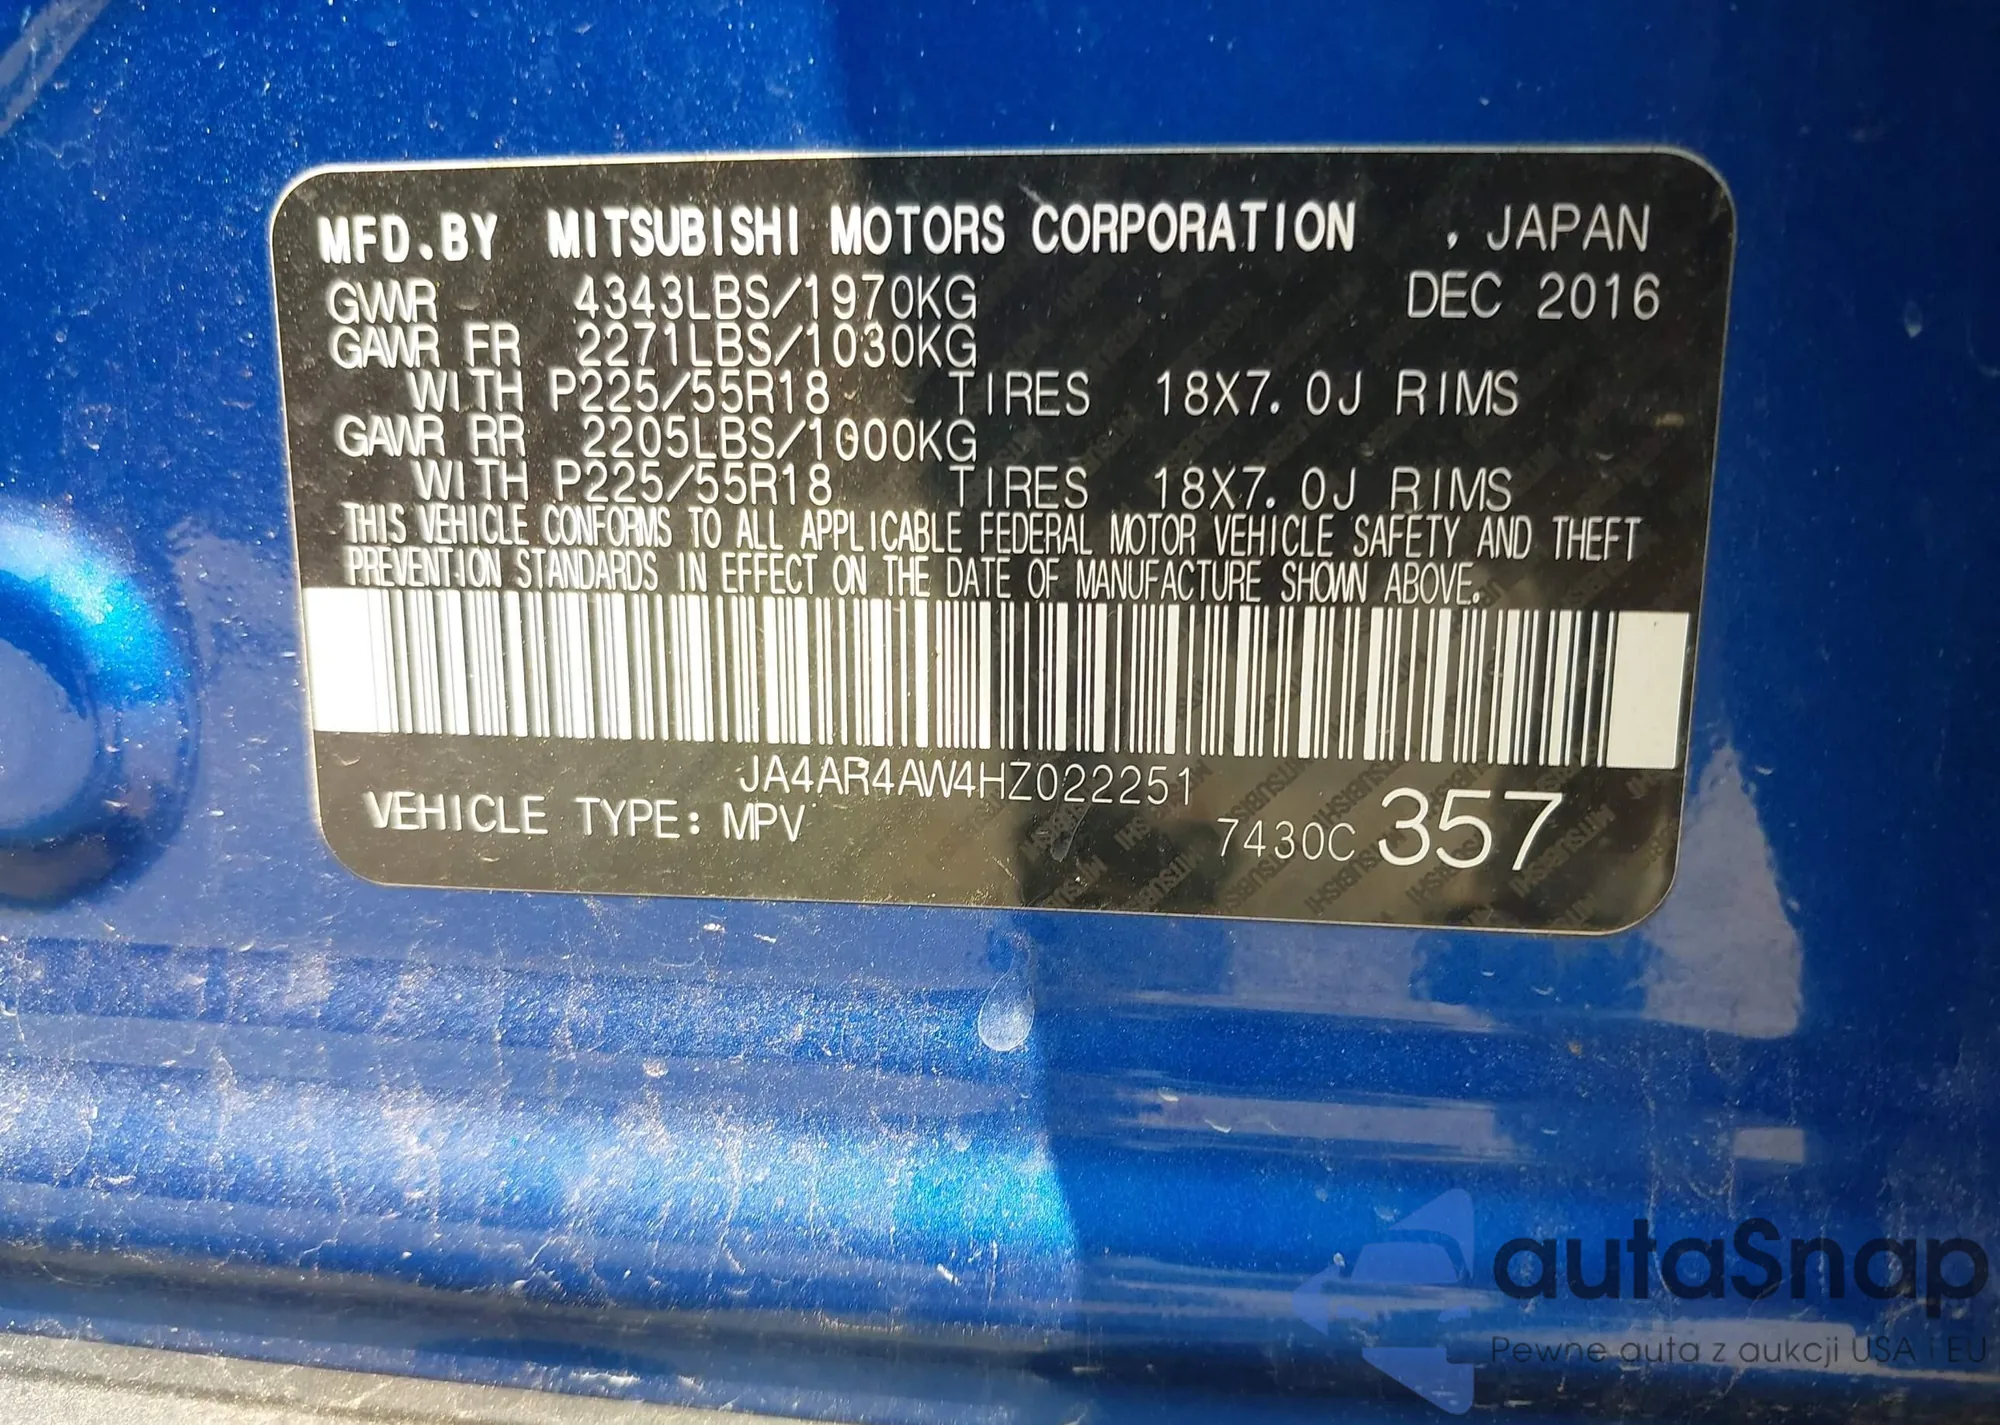 MFD.BY MITSUBISHI MOTORS CORPORATION , JAPAN
GVWR 4343LBS/1970KG DEC 2016
GAWR FR 2271LBS/1030KG
WITH P225/55R18 TIRES 18X7.0J RIMS
GAWR RR 2205LBS/1000KG
WITH P225/55R18 TIRES 18X7.0J RIMS
THIS VEHICLE CONFORMS TO ALL APPLICABLE FEDERAL MOTOR VEHICLE SAFETY AND THEFT
PREVENTION STANDARDS IN EFFECT ON THE DATE OF MANUFACTURE SHOWN ABOVE.
JA4AR4AW4HZ022251
VEHICLE TYPE: MPV 7430C 357
autaSnap
Pewne auta z aukcji USA i EU